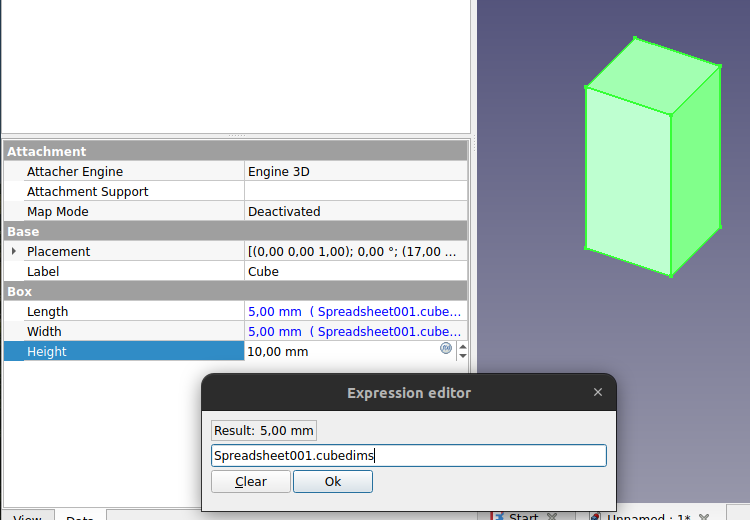 Attachment
Attacher Engine Engine 3D
Attachment Support
Map Mode Deactivated
Base
Placement [(0,00 0,00 1,00); 0,00 °; (17,00 ...
Label Cube
Box
Length 5,00 mm ( Spreadsheet001.cube...
Width 5,00 mm ( Spreadsheet001.cube...
Height 10,00 mm
Expression editor
Result: 5,00 mm
Spreadsheet001.cubedims
Clear Ok
View Data Start Unnamed : 1*